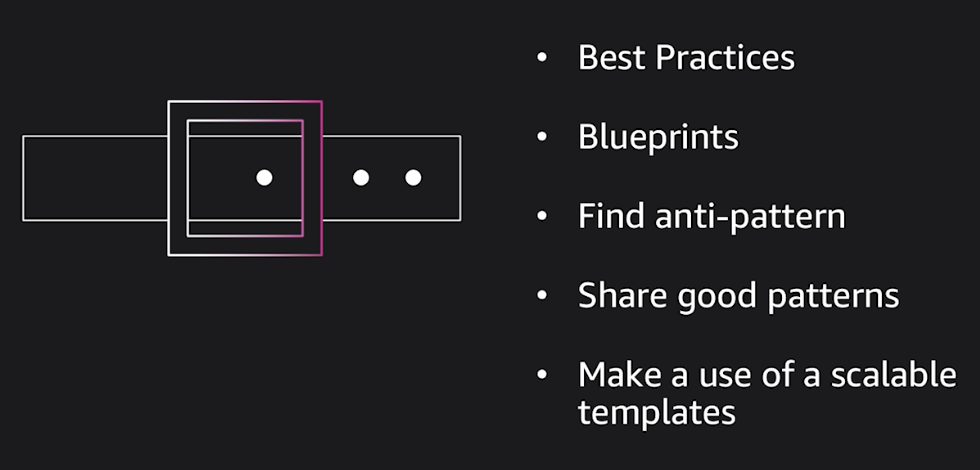 • Best Practices
• Blueprints
• Find anti-pattern
• Share good patterns
• Make a use of a scalable
templates